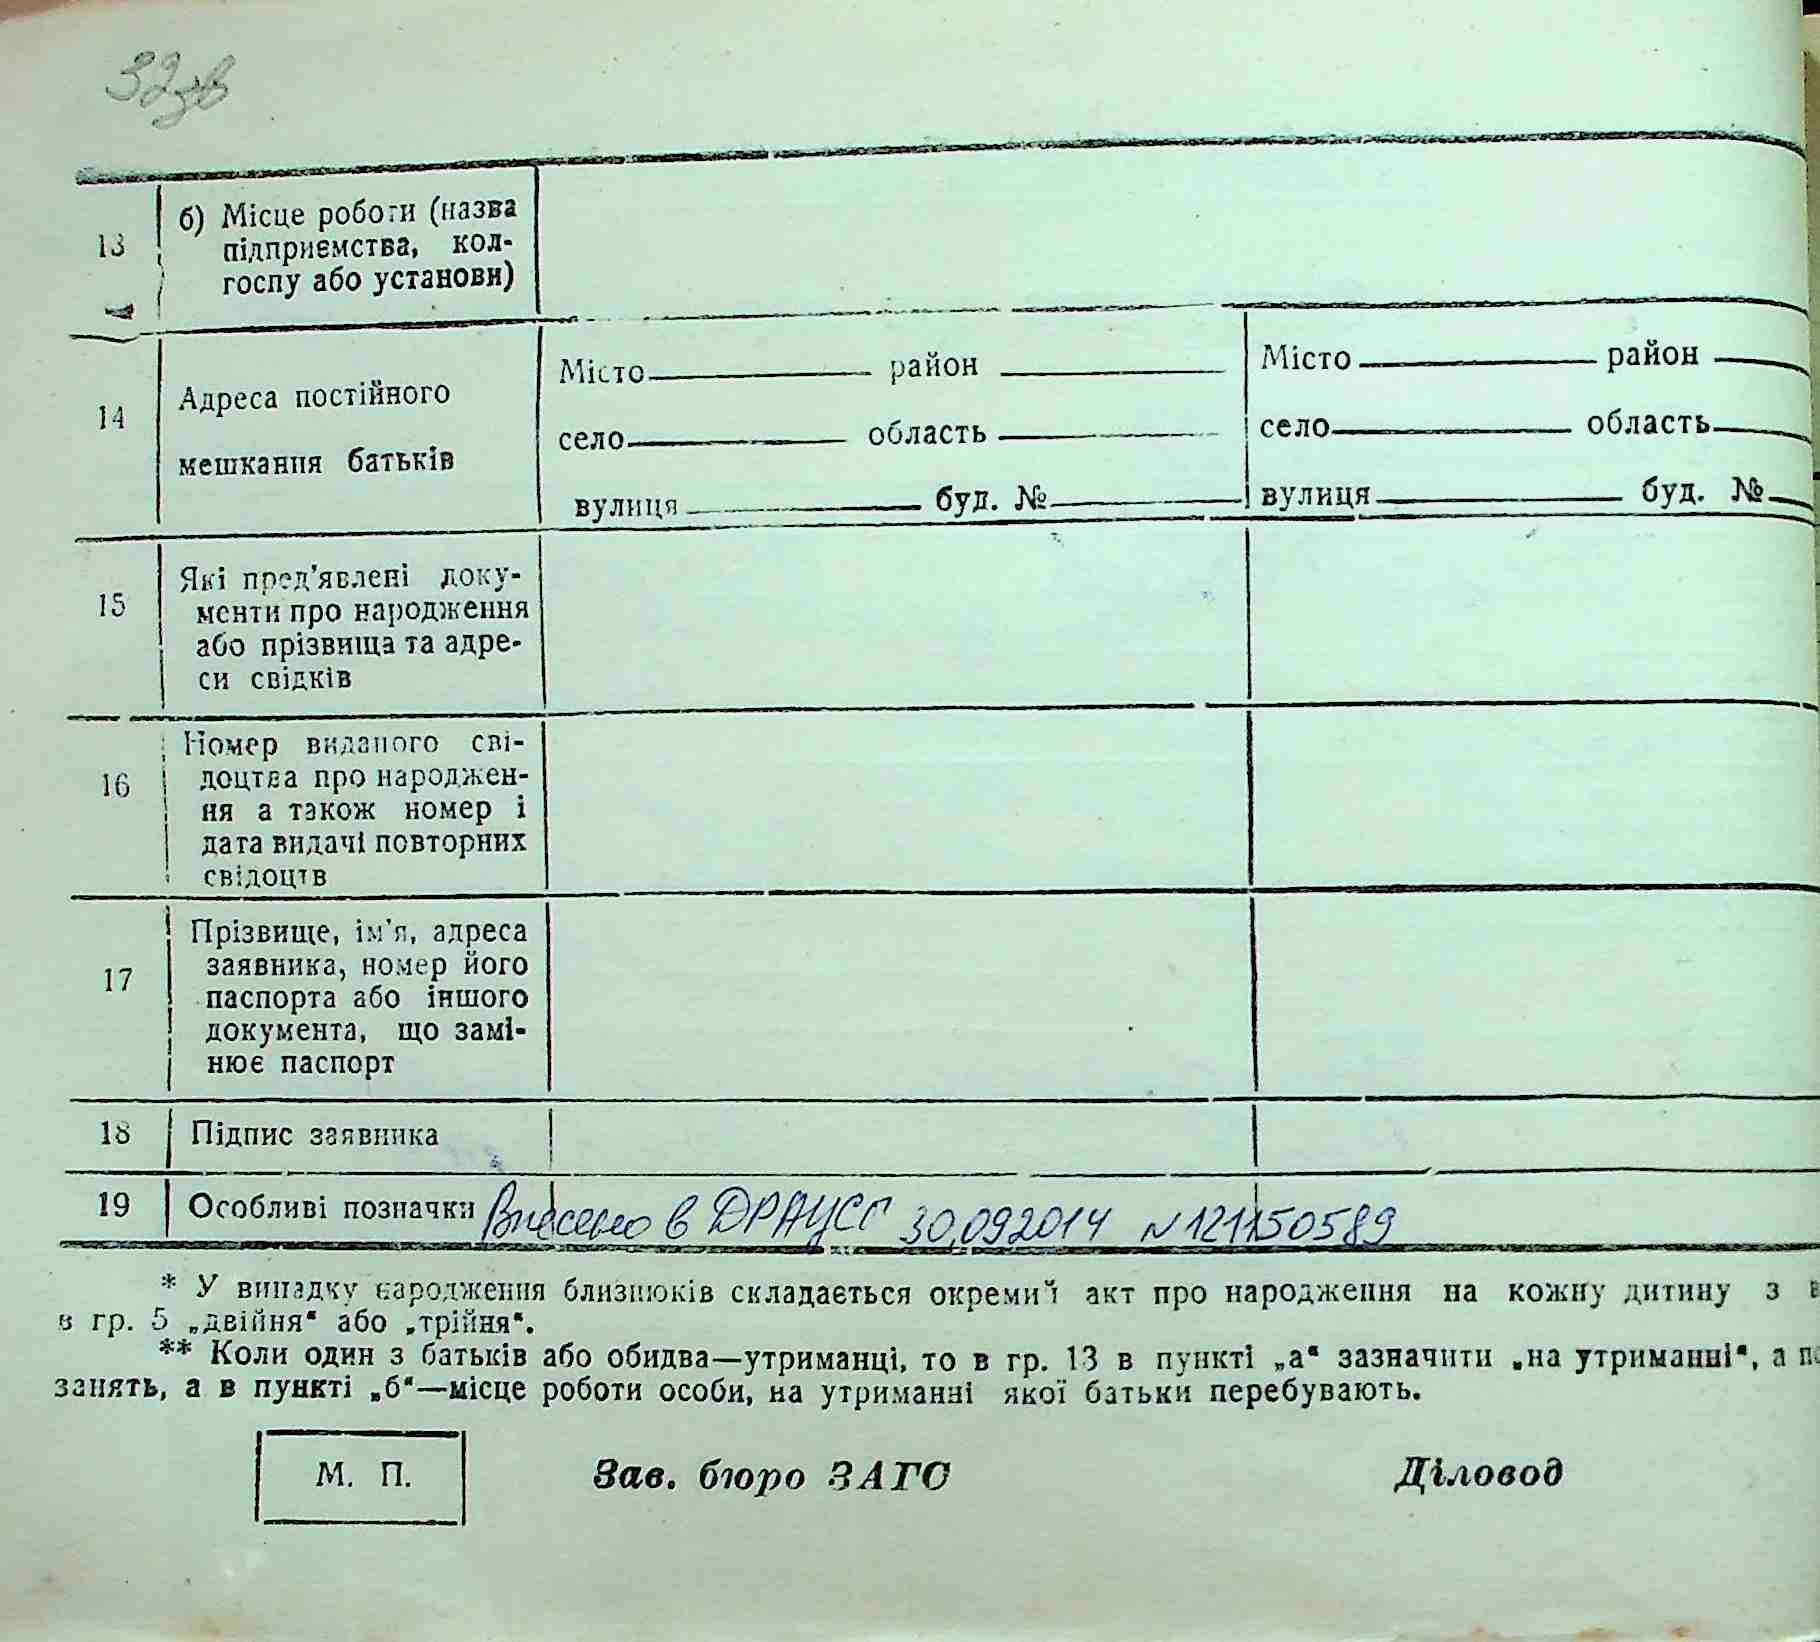 32зв
13 б) Місце роботи (назва
підприємства, кол-
госпу або установи)
14 Адреса постійного
мешкання батьків
Місто район
село область
вулиця буд. №
Місто район
село область
вулиця буд. №
15 Які пред'явлені доку-
менти про народження
або прізвища та адре-
си свідків
16 Номер виданого сві-
доцтва про народжен-
ня а також номер і
дата видачі повторних
свідоцтв
17 Прізвище, ім'я, адреса
заявника, номер його
паспорта або іншого
документа, що замі-
нює паспорт
18 Підпис заявника
19 Особливі позначки Внесено в ДРАЦСГ 30.09.2014 N 121150589
* У випадку народження близнюків складається окремий акт про народження на кожну дитину з
в гр. 5 „двійня“ або „трійня“.
** Коли один з батьків або обидва—утриманці, то в гр. 13 в пункті „а“ зазначити „на утриманні“, а
занять, а в пункті „б“—місце роботи особи, на утриманні якої батьки перебувають.
М. П. Зав. бюро ЗАГС Діловод